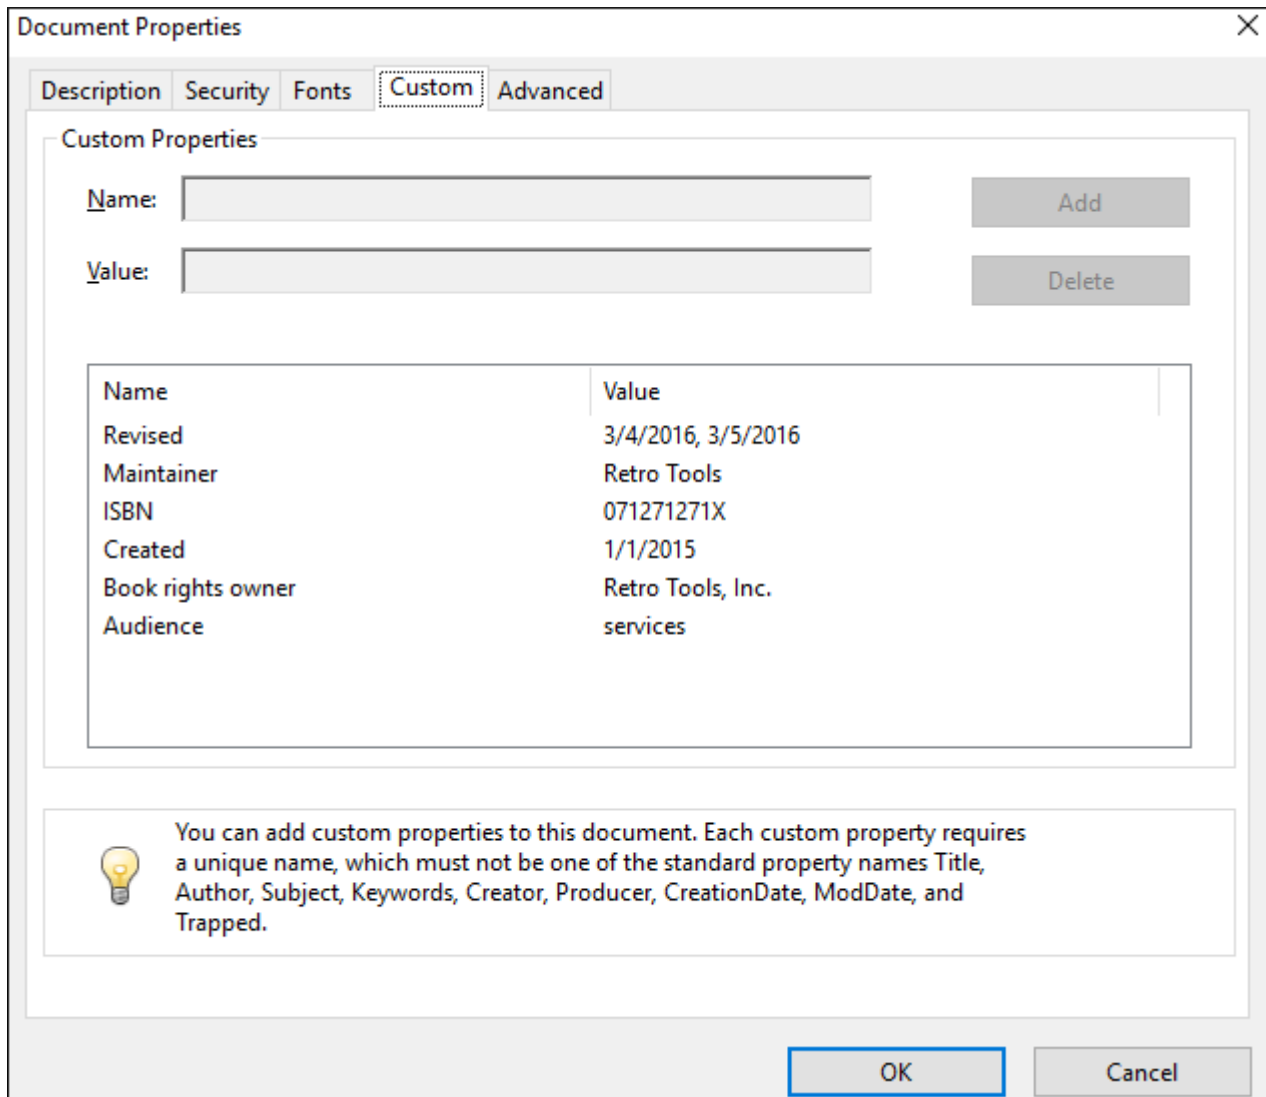 Document Properties
Description Security Fonts Custom Advanced
Custom Properties
Name:
Add
Value:
Delete
Name Value
Revised 3/4/2016, 3/5/2016
Maintainer Retro Tools
ISBN 071271271X
Created 1/1/2015
Book rights owner Retro Tools, Inc.
Audience services
You can add custom properties to this document. Each custom property requires
a unique name, which must not be one of the standard property names Title,
Author, Subject, Keywords, Creator, Producer, CreationDate, ModDate, and
Trapped.
OK Cancel